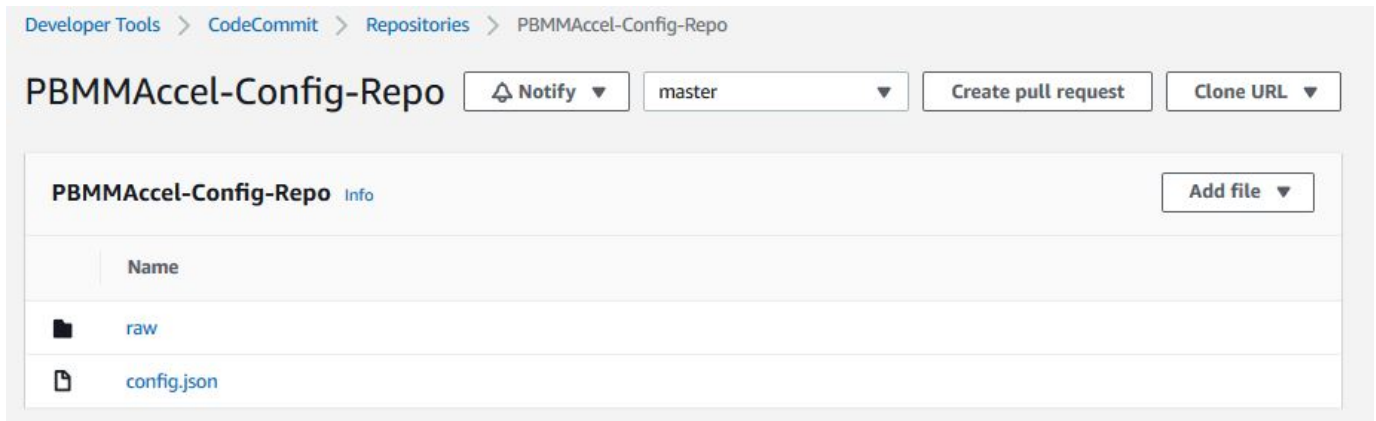 Developer Tools > CodeCommit > Repositories > PBMMAccel-Config-Repo
PBMMAccel-Config-Repo Notify master Create pull request Clone URL
PBMMAccel-Config-Repo Info Add file
Name
raw
config.json